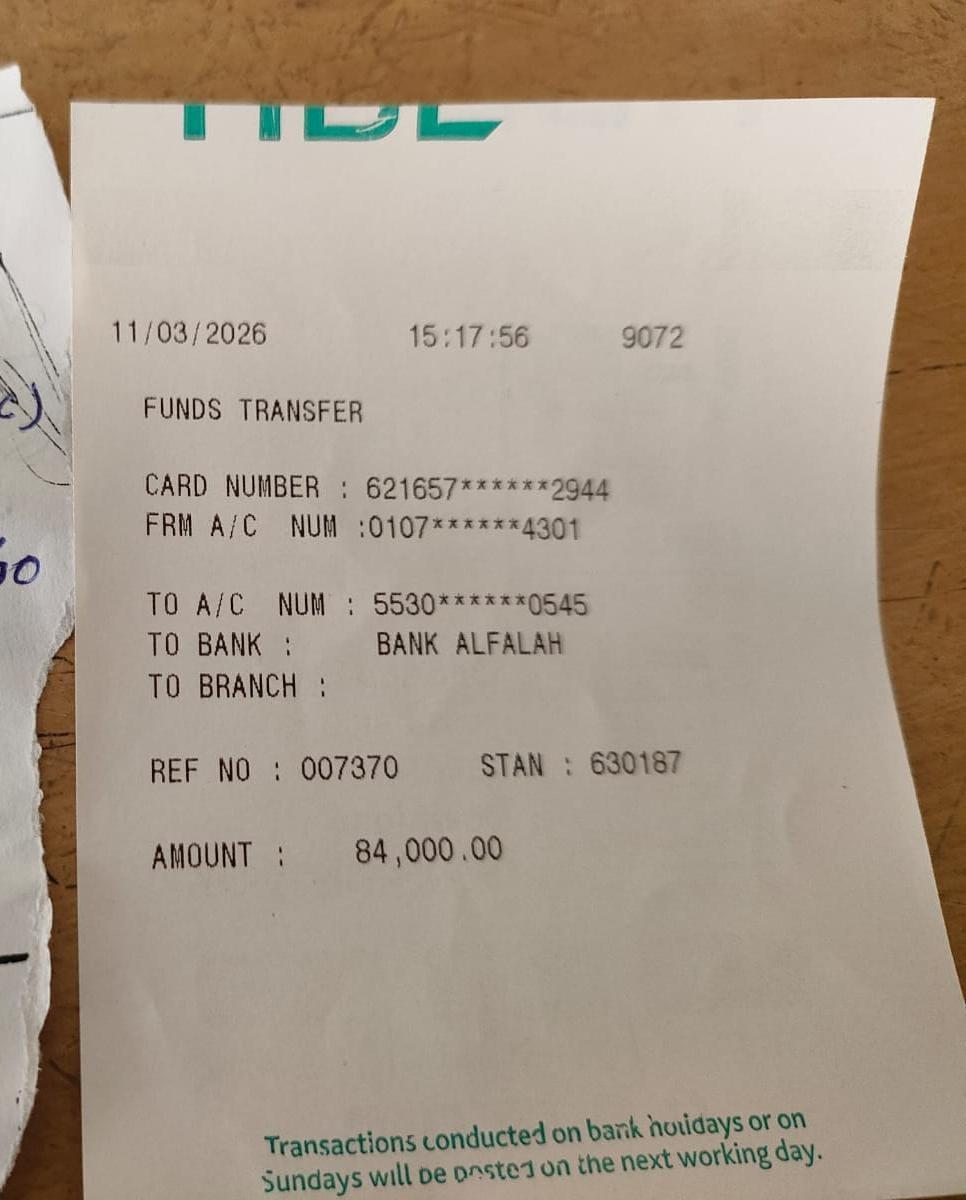 HBL
11/03/2026 15:17:56 9072
FUNDS TRANSFER
CARD NUMBER : 621657******2944
FRM A/C NUM :0107******4301
TO A/C NUM : 5530******0545
TO BANK : BANK ALFALAH
TO BRANCH :
REF NO : 007370 STAN : 630187
AMOUNT : 84,000.00
Transactions conducted on bank holidays or on
Sundays will be posted on the next working day.